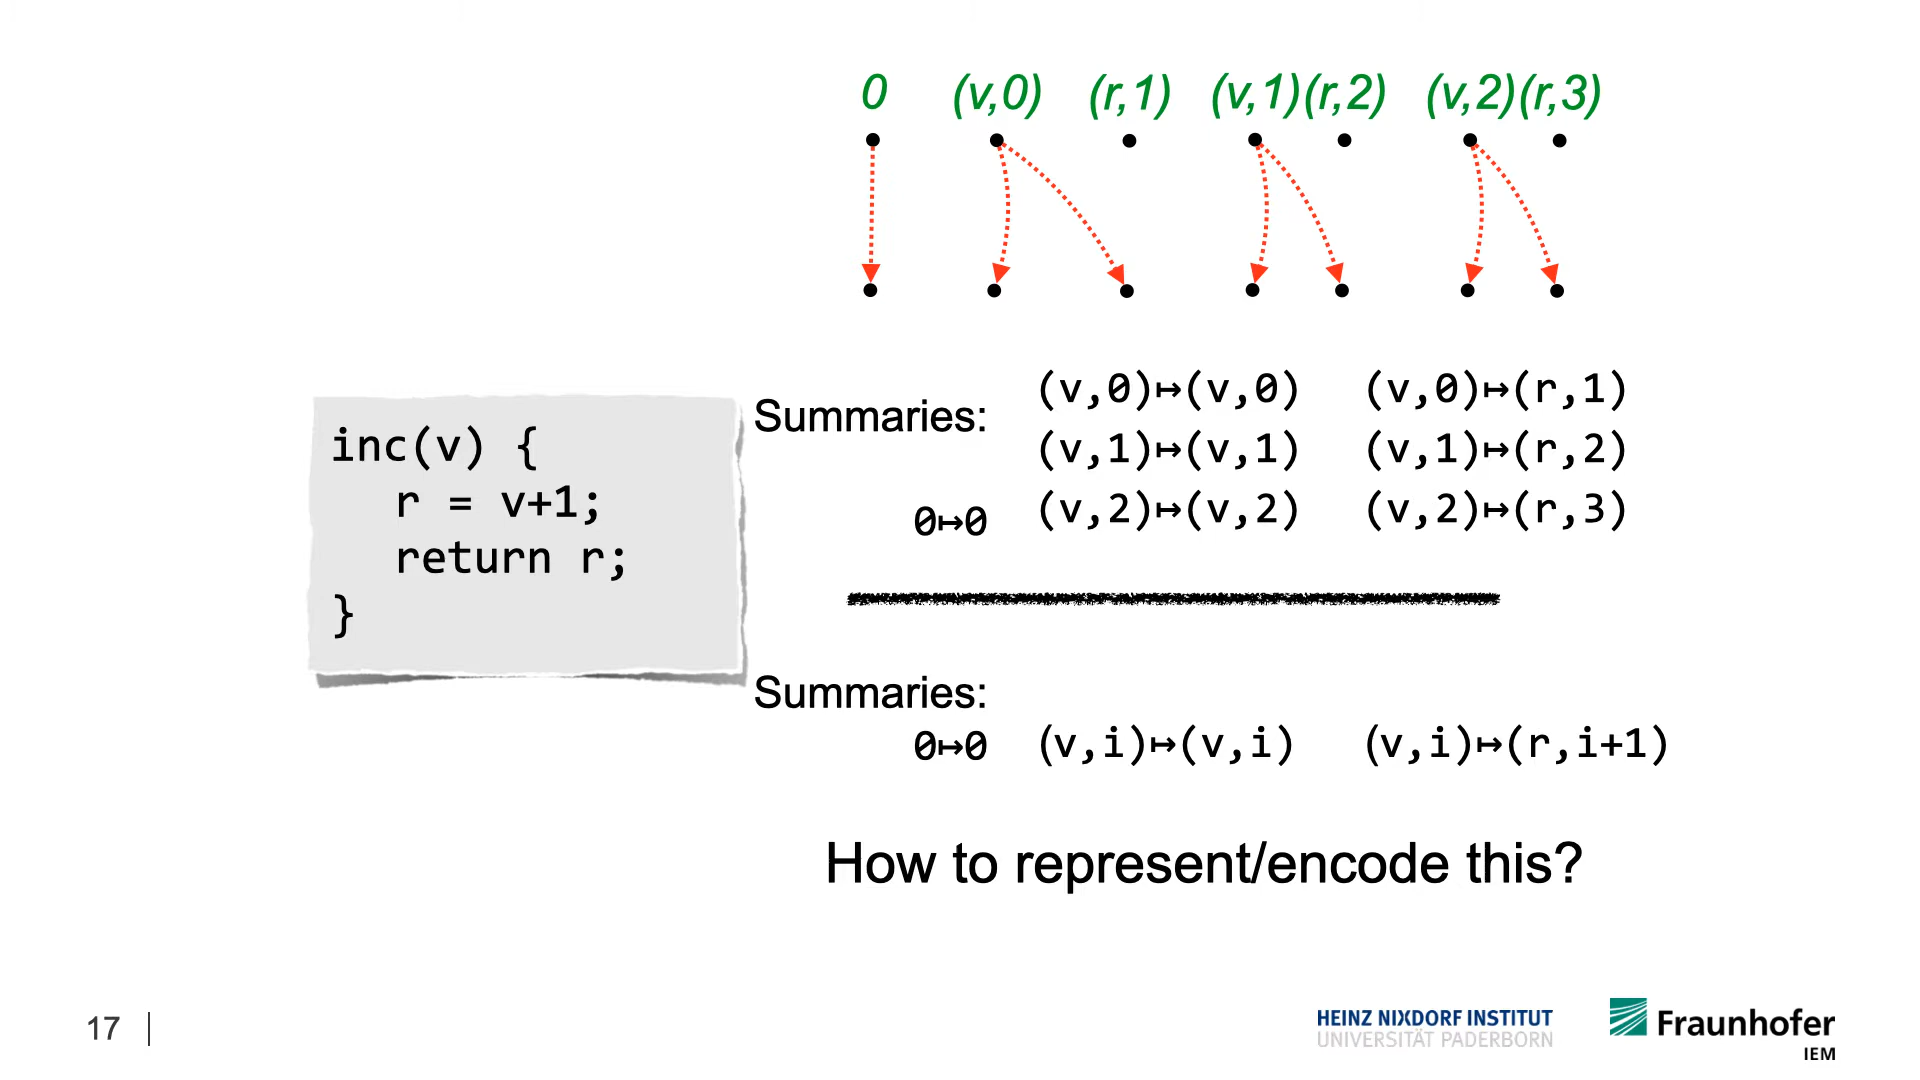 0 (v,0) (r,1) (v,1)(r,2) (v,2)(r,3)
inc(v) {
r = v+1;
return r;
}
Summaries:
0↦0
(v,0)↦(v,0) (v,0)↦(r,1)
(v,1)↦(v,1) (v,1)↦(r,2)
(v,2)↦(v,2) (v,2)↦(r,3)
Summaries:
0↦0 (v,i)↦(v,i) (v,i)↦(r,i+1)
How to represent/encode this?
17
HEINZ NIXDORF INSTITUT
UNIVERSITÄT PADERBORN
Fraunhofer
IEM